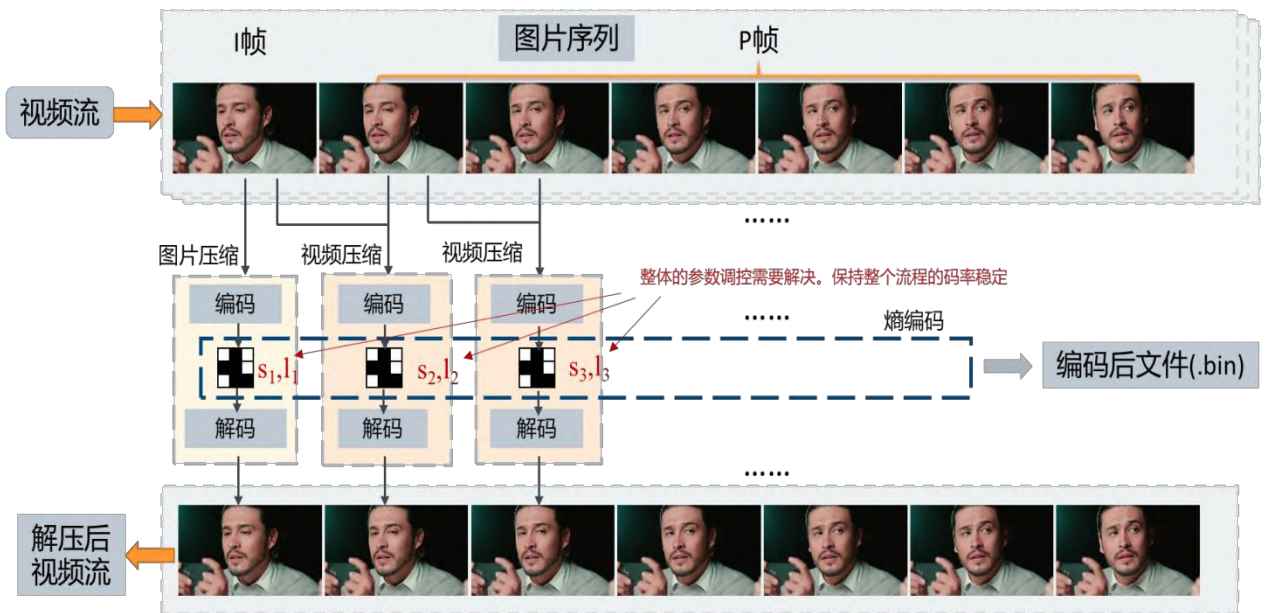 I帧
图片序列
P帧
视频流
……
图片压缩
视频压缩
视频压缩
整体的参数调控需要解决。保持整个流程的码率稳定
编码
编码
编码
……
熵编码
s₁,l₁
s₂,l₂
s₃,l₃
编码后文件(.bin)
解码
解码
解码
……
解压后
视频流